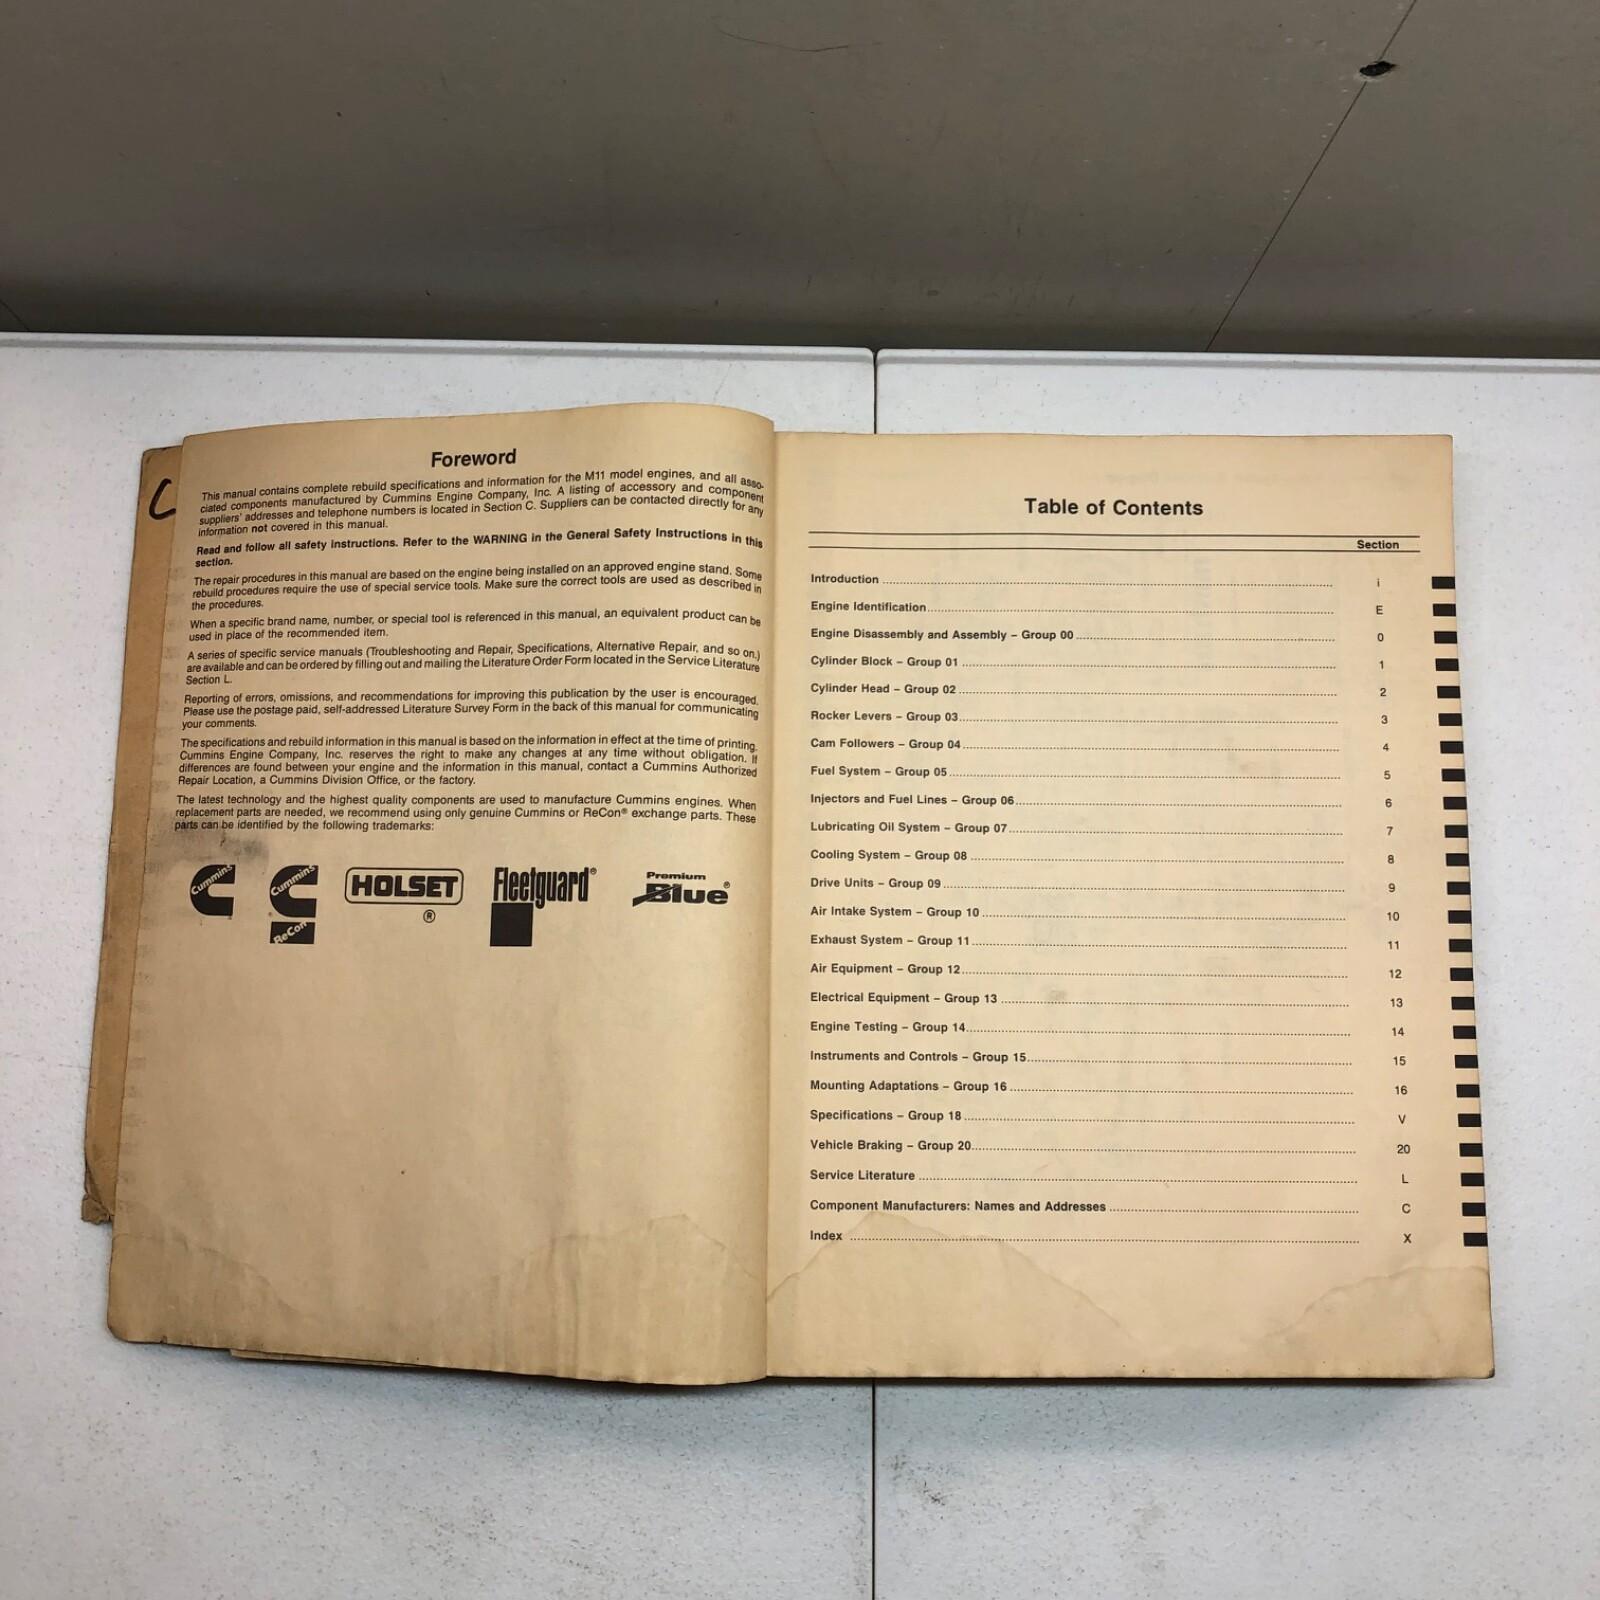 C
Foreword
This manual contains complete rebuild specifications and information for the M11 model engines, and all asso-
ciated components manufactured by Cummins Engine Company, Inc. A listing of accessory and component
suppliers' addresses and telephone numbers is located in Section C. Suppliers can be contacted directly for any
information not covered in this manual.
Read and follow all safety instructions. Refer to the WARNING in the General Safety Instructions in this
section.
The repair procedures in this manual are based on the engine being installed on an approved engine stand. Some
rebuild procedures require the use of special service tools. Make sure the correct tools are used as described in
the procedures.
When a specific brand name, number, or special tool is referenced in this manual, an equivalent product can be
used in place of the recommended item.
A series of specific service manuals (Troubleshooting and Repair, Specifications, Alternative Repair, and so on.)
are available and can be ordered by filling out and mailing the Literature Order Form located in the Service Literature
Section L.
Reporting of errors, omissions, and recommendations for improving this publication by the user is encouraged.
Please use the postage paid, self-addressed Literature Survey Form in the back of this manual for communicating
your comments.
The specifications and rebuild information in this manual is based on the information in effect at the time of printing.
Cummins Engine Company, Inc. reserves the right to make any changes at any time without obligation. If
differences are found between your engine and the information in this manual, contact a Cummins Authorized
Repair Location, a Cummins Division Office, or the factory.
The latest technology and the highest quality components are used to manufacture Cummins engines. When
replacement parts are needed, we recommend using only genuine Cummins or ReCon® exchange parts. These
parts can be identified by the following trademarks:
Cummins
Cummins
ReCon
HOLSET
®
Fleetguard®
Premium
Blue®
Table of Contents
Section
Introduction i
Engine Identification E
Engine Disassembly and Assembly – Group 00 0
Cylinder Block – Group 01 1
Cylinder Head – Group 02 2
Rocker Levers – Group 03 3
Cam Followers – Group 04 4
Fuel System – Group 05 5
Injectors and Fuel Lines – Group 06 6
Lubricating Oil System – Group 07 7
Cooling System – Group 08 8
Drive Units – Group 09 9
Air Intake System – Group 10 10
Exhaust System – Group 11 11
Air Equipment – Group 12 12
Electrical Equipment – Group 13 13
Engine Testing – Group 14 14
Instruments and Controls – Group 15 15
Mounting Adaptations – Group 16 16
Specifications – Group 18 V
Vehicle Braking – Group 20 20
Service Literature L
Component Manufacturers: Names and Addresses C
Index X